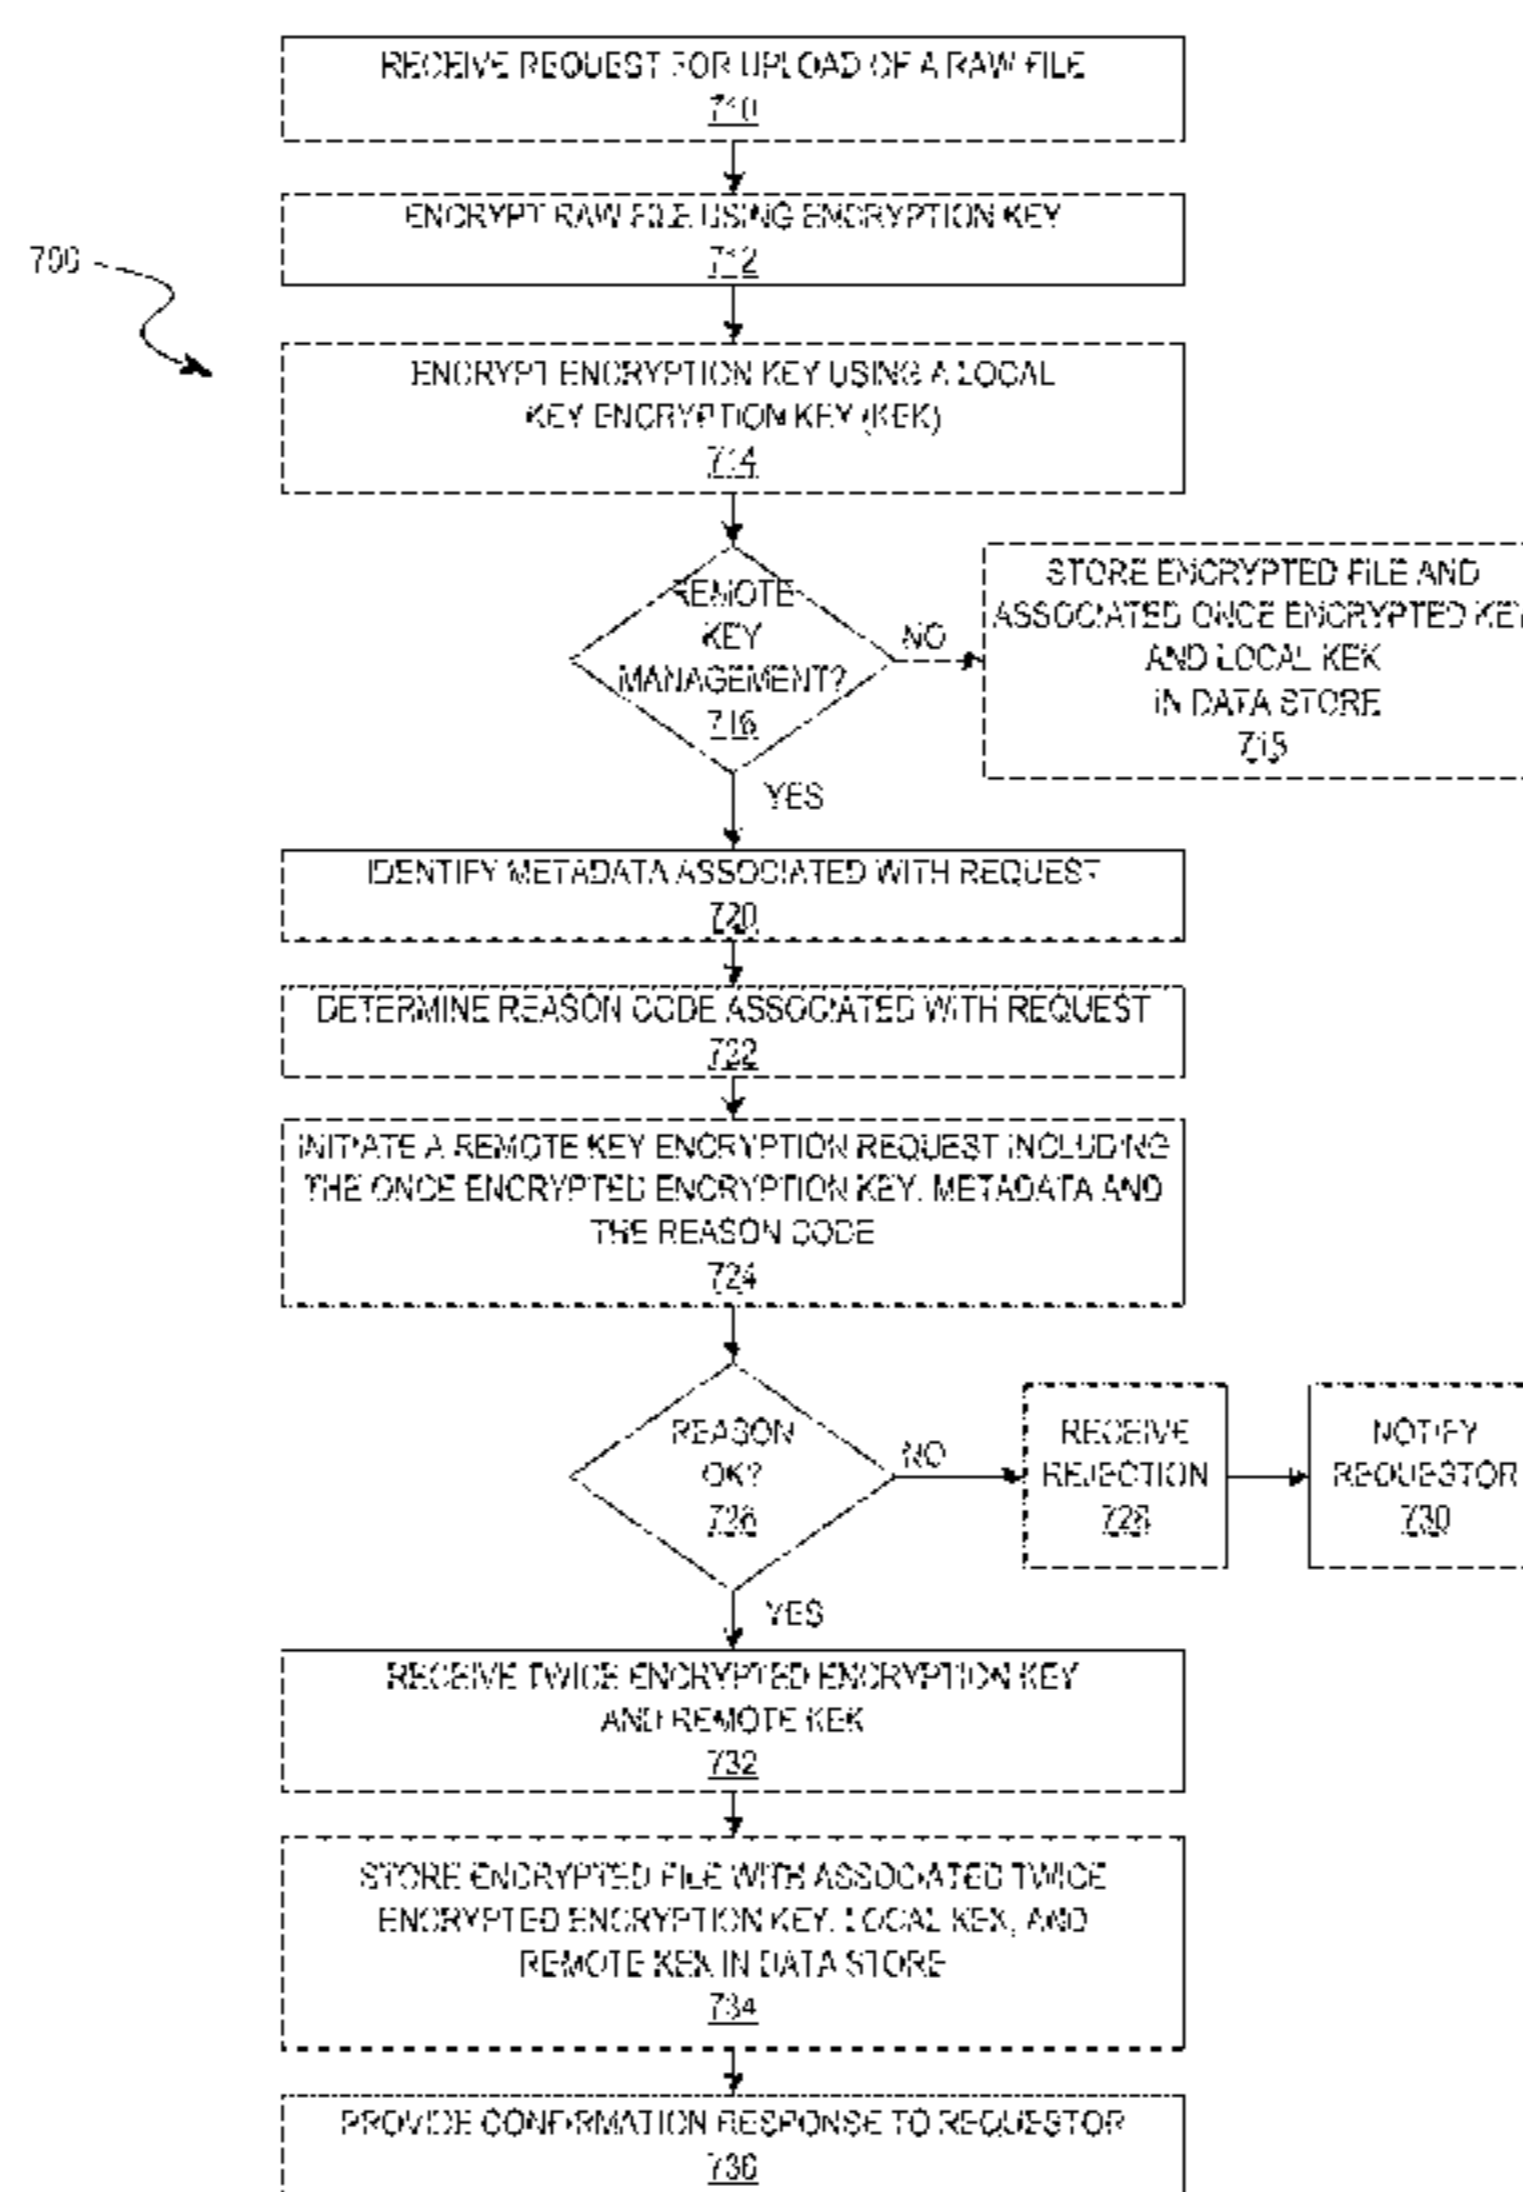 RECEIVE REQUEST FOR UPLOAD OF A RAW FILE
710
ENCRYPT RAW FILE USING ENCRYPTION KEY
712
700
ENCRYPT ENCRYPTION KEY USING A LOCAL
KEY ENCRYPTION KEY (KEK)
714
REMOTE
KEY
MANAGEMENT?
716
NO
STORE ENCRYPTED FILE AND
ASSOCIATED ONCE ENCRYPTED KEY
AND LOCAL KEK
IN DATA STORE
YES
IDENTIFY METADATA ASSOCIATED WITH REQUEST
720
DETERMINE REASON CODE ASSOCIATED WITH REQUEST
722
INITIATE A REMOTE KEY ENCRYPTION REQUEST INCLUDING
THE ONCE ENCRYPTED ENCRYPTION KEY, METADATA AND
THE REASON CODE
724
REASON
OK?
726
NO
RECEIVE
REJECTION
728
NOTIFY
REQUESTOR
730
YES
RECEIVE TWICE ENCRYPTED ENCRYPTION KEY
AND REMOTE KEK
732
STORE ENCRYPTED FILE WITH ASSOCIATED TWICE
ENCRYPTED ENCRYPTION KEY, LOCAL KEK, AND
REMOTE KEK IN DATA STORE
734
PROVIDE CONFIRMATION RESPONSE TO REQUESTOR
736